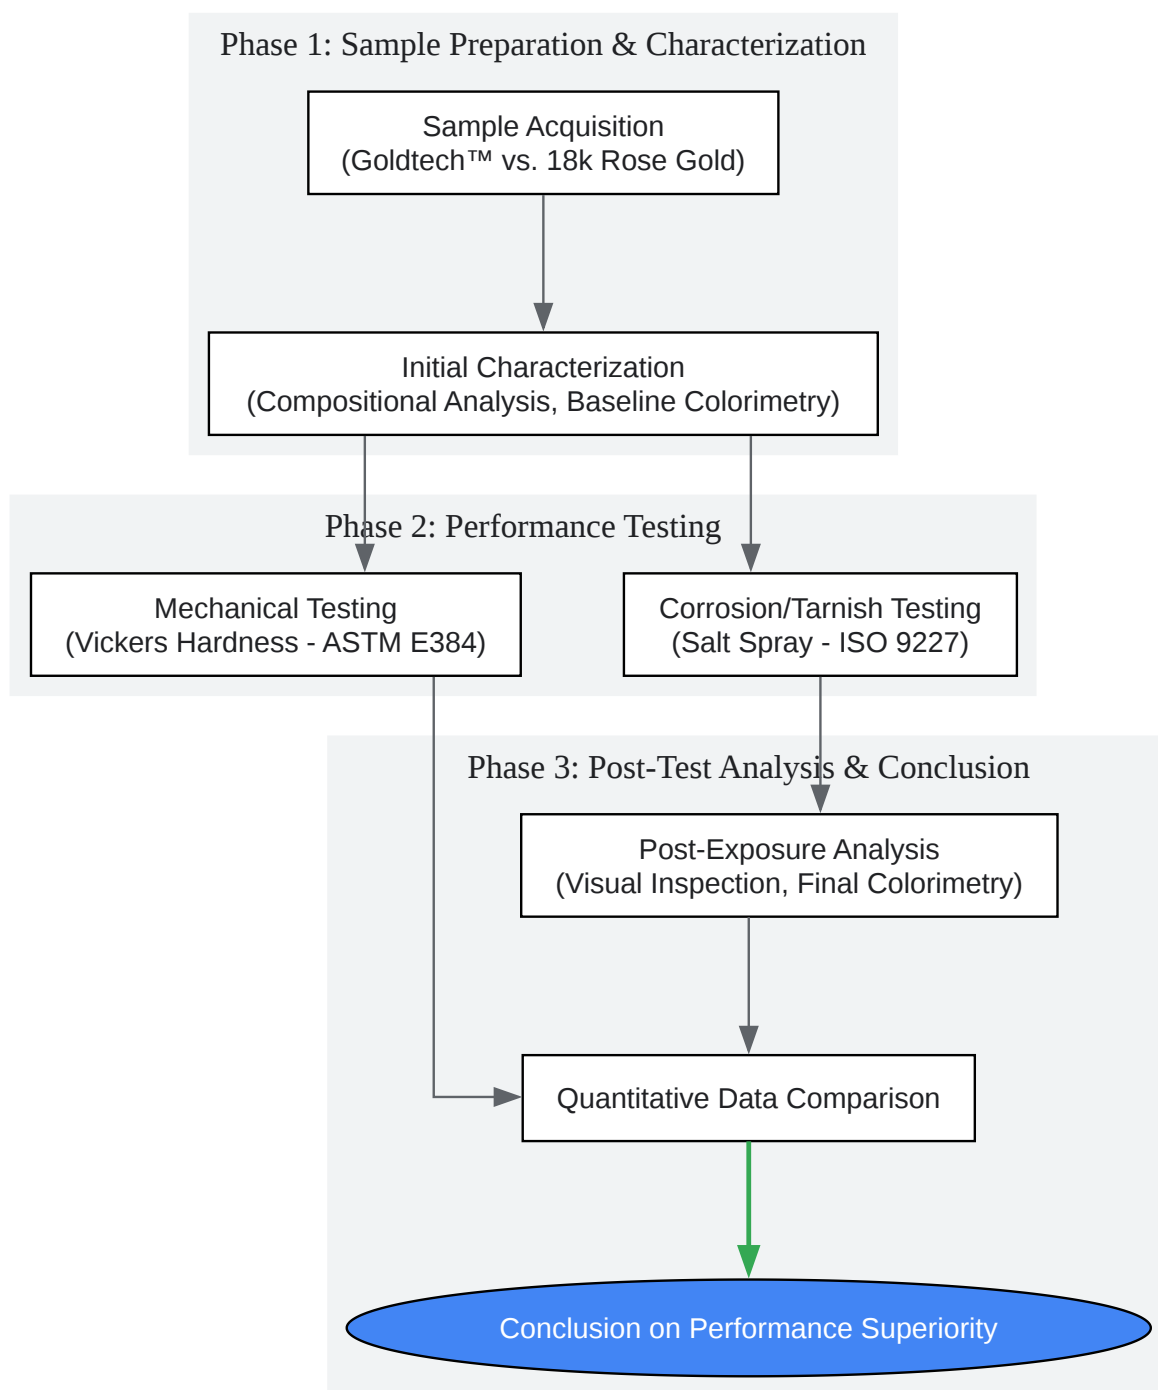 Phase 1: Sample Preparation & Characterization
Sample Acquisition
(Goldtech™ vs. 18k Rose Gold)
Initial Characterization
(Compositional Analysis, Baseline Colorimetry)
Phase 2: Performance Testing
Mechanical Testing
(Vickers Hardness - ASTM E384)
Corrosion/Tarnish Testing
(Salt Spray - ISO 9227)
Phase 3: Post-Test Analysis & Conclusion
Post-Exposure Analysis
(Visual Inspection, Final Colorimetry)
Quantitative Data Comparison
Conclusion on Performance Superiority